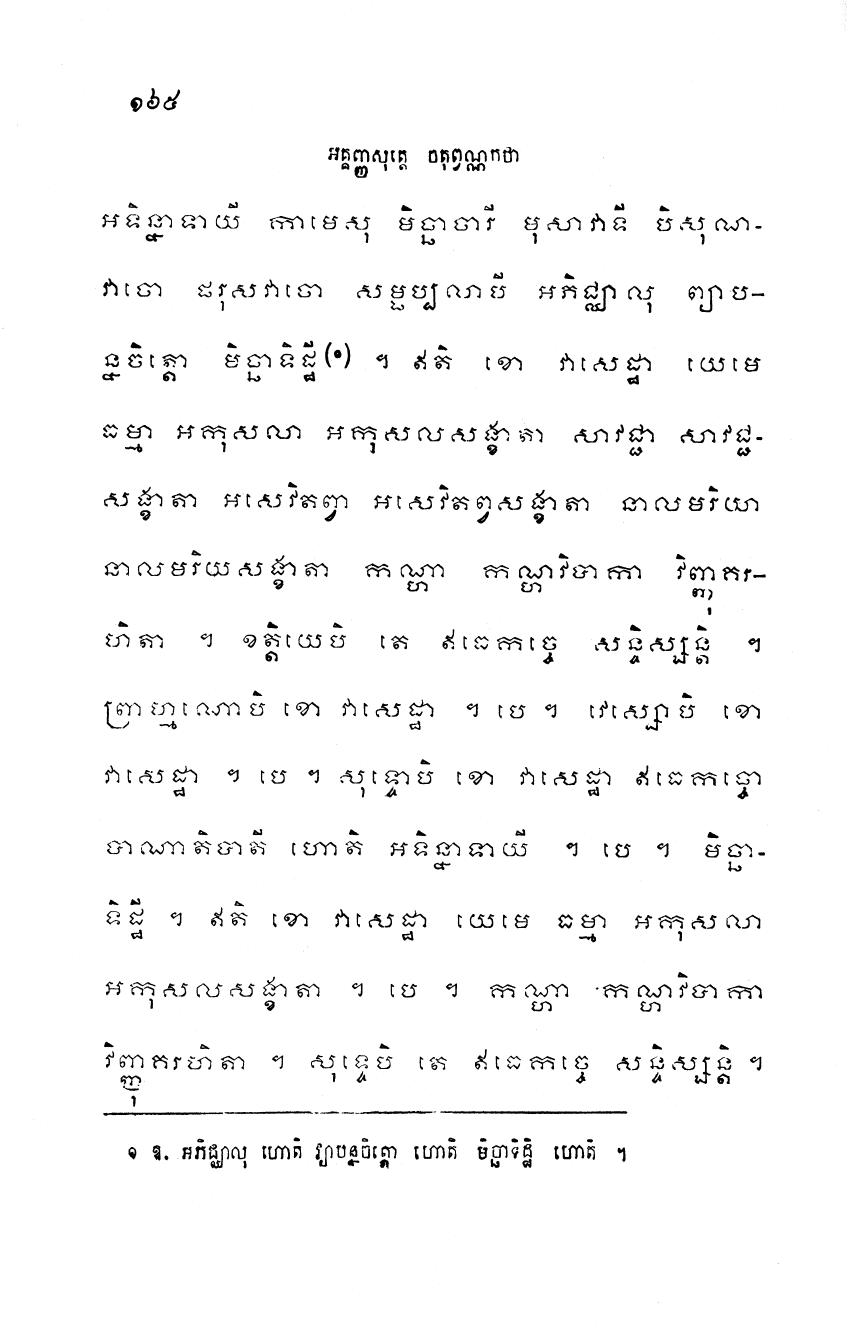 ១៦៥
អគ្គញ្ញសុត្តេ ចតុព្វណ្ណកថា
អទិន្នាទាយី កាមេសុ មិច្ឆាចារី មុសាវាទី បិសុណ-
វាចោ ផរុសវាចោ សម្ផប្បលាបី អភិជ្ឈាលុ ព្យាប-
ន្នចិត្តោ មិច្ឆាទិដ្ឋី(១) ។ ឥតិ ខោ វាសេដ្ឋា យេមេ
ធម្មា អកុសលា អកុសលសង្ខាតា សាវជ្ជា សាវជ្ជ-
សង្ខាតា អសេវិតព្វា អសេវិតព្វសង្ខាតា នាលមរិយា
នាលមរិយសង្ខាតា កណ្ហា កណ្ហវិបាកា វិញ្ញុគរ-
ហិតា ។ ខត្តិយេបិ តេ ឥធេកច្ចេ សន្ទិស្សន្តិ ។
ព្រាហ្មណោបិ ខោ វាសេដ្ឋា ។ បេ ។ វេស្សោបិ ខោ
វាសេដ្ឋា ។ បេ ។ សុទ្ទោបិ ខោ វាសេដ្ឋា ឥធេកច្ចោ
បាណាតិបាតី ហោតិ អទិន្នាទាយី ។ បេ ។ មិច្ឆា-
ទិដ្ឋី ។ ឥតិ ខោ វាសេដ្ឋា យេមេ ធម្មា អកុសលា
អកុសលសង្ខាតា ។ បេ ។ កណ្ហា កណ្ហវិបាកា
វិញ្ញុគរហិតា ។ សុទ្ទេបិ តេ ឥធេកច្ចេ សន្ទិស្សន្តិ ។
១ ឱ. អភិជ្ឈាលុ ហោតិ វ្យាបន្នចិត្តោ ហោតិ មិច្ឆាទិដ្ឋិ ហោតិ ។